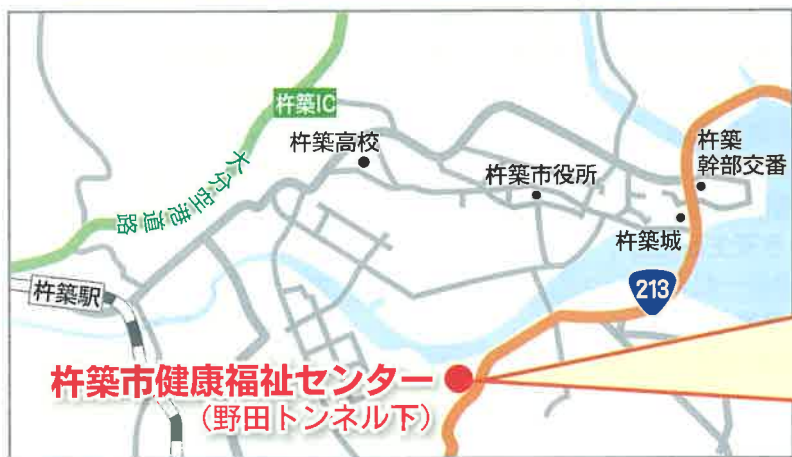 杵築IC
杵築高校
大分空港道路
杵築市役所
杵築
幹部交番
杵築城
213
杵築駅
杵築市健康福祉センター
(野田トンネル下)